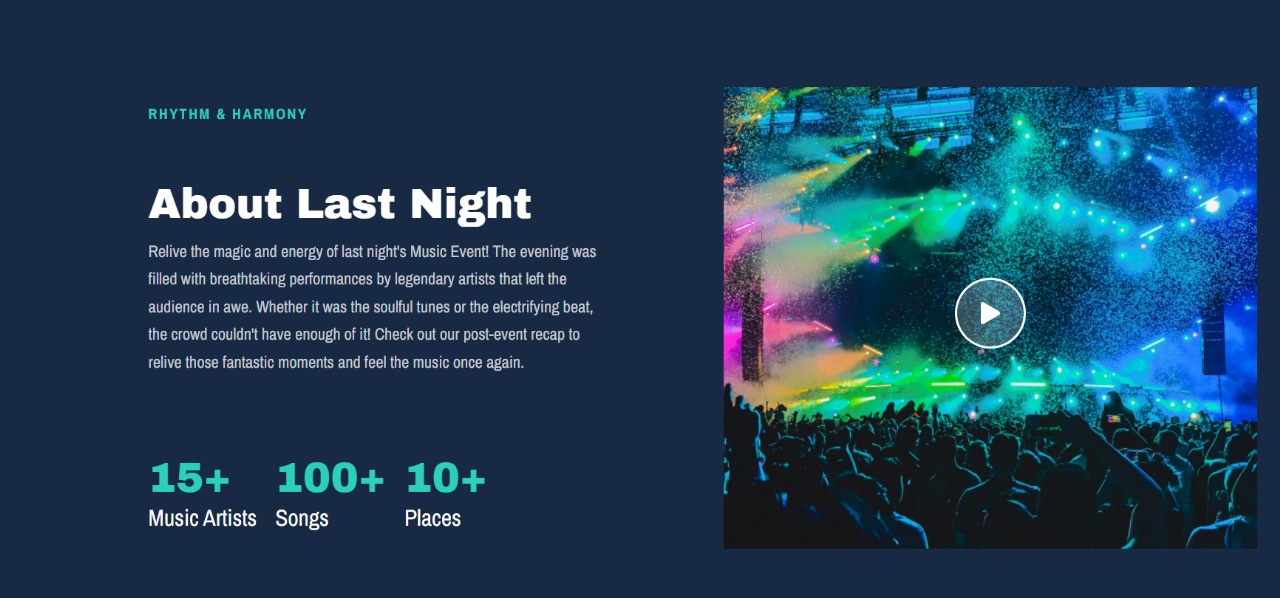 RHYTHM & HARMONY
About Last Night
Relive the magic and energy of last night's Music Event! The evening was
filled with breathtaking performances by legendary artists that left the
audience in awe. Whether it was the soulful tunes or the electrifying beat,
the crowd couldn't have enough of it! Check out our post-event recap to
relive those fantastic moments and feel the music once again.
15+ 100+ 10+
Music Artists Songs Places